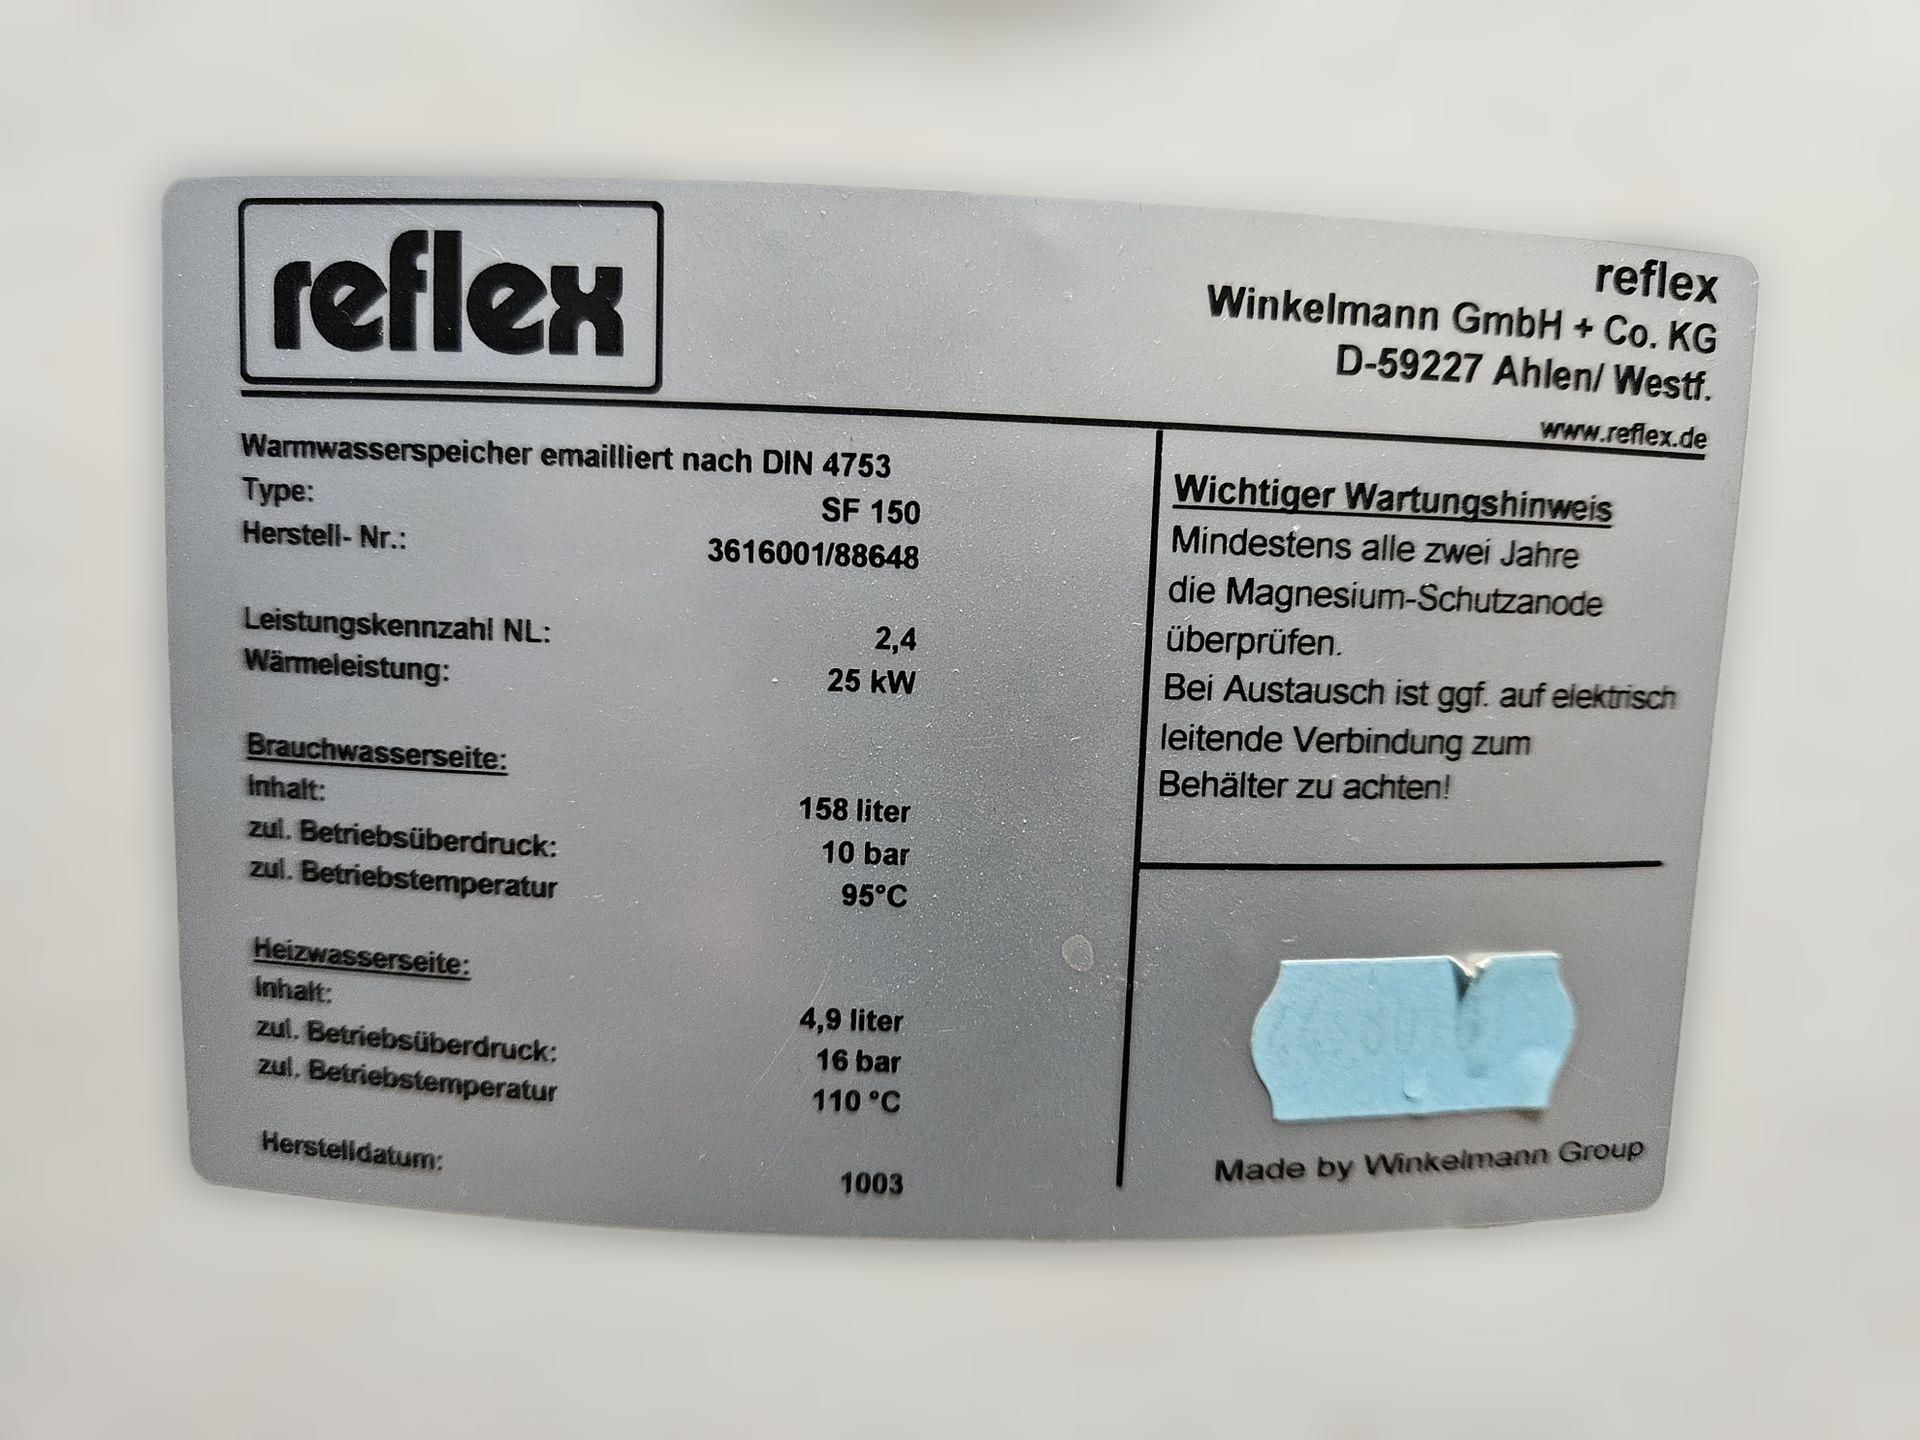 reflex
reflex
Winkelmann GmbH + Co. KG
D-59227 Ahlen/ Westf.
www.reflex.de
Warmwasserspeicher emailliert nach DIN 4753
Type: SF 150
Herstell- Nr.: 3616001/88648
Leistungskennzahl NL: 2,4
Wärmeleistung: 25 kW
Brauchwasserseite:
Inhalt: 158 liter
zul. Betriebsüberdruck: 10 bar
zul. Betriebstemperatur 95°C
Heizwasserseite:
Inhalt: 4,9 liter
zul. Betriebsüberdruck: 16 bar
zul. Betriebstemperatur 110 °C
Herstelldatum: 1003
Wichtiger Wartungshinweis
Mindestens alle zwei Jahre
die Magnesium-Schutzanode
überprüfen.
Bei Austausch ist ggf. auf elektrisch
leitende Verbindung zum
Behälter zu achten!
Made by Winkelmann Group